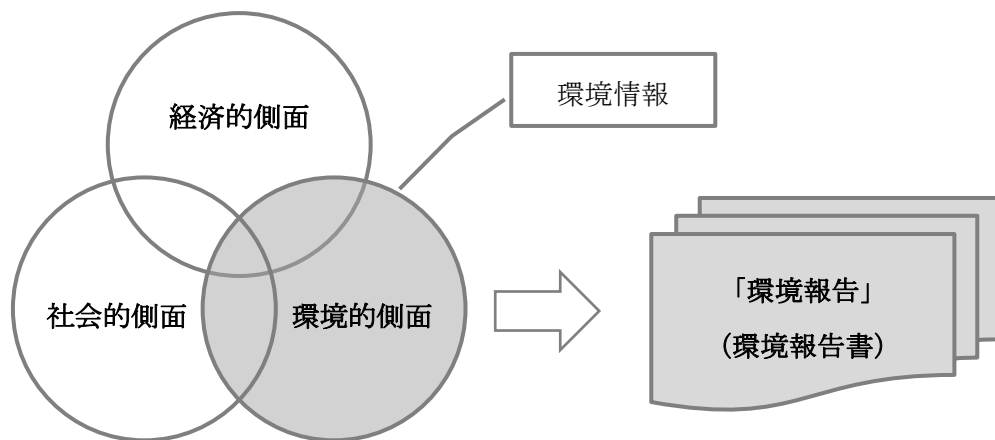 経済的側面
環境情報
社会的側面
環境的側面
「環境報告」
（環境報告書）